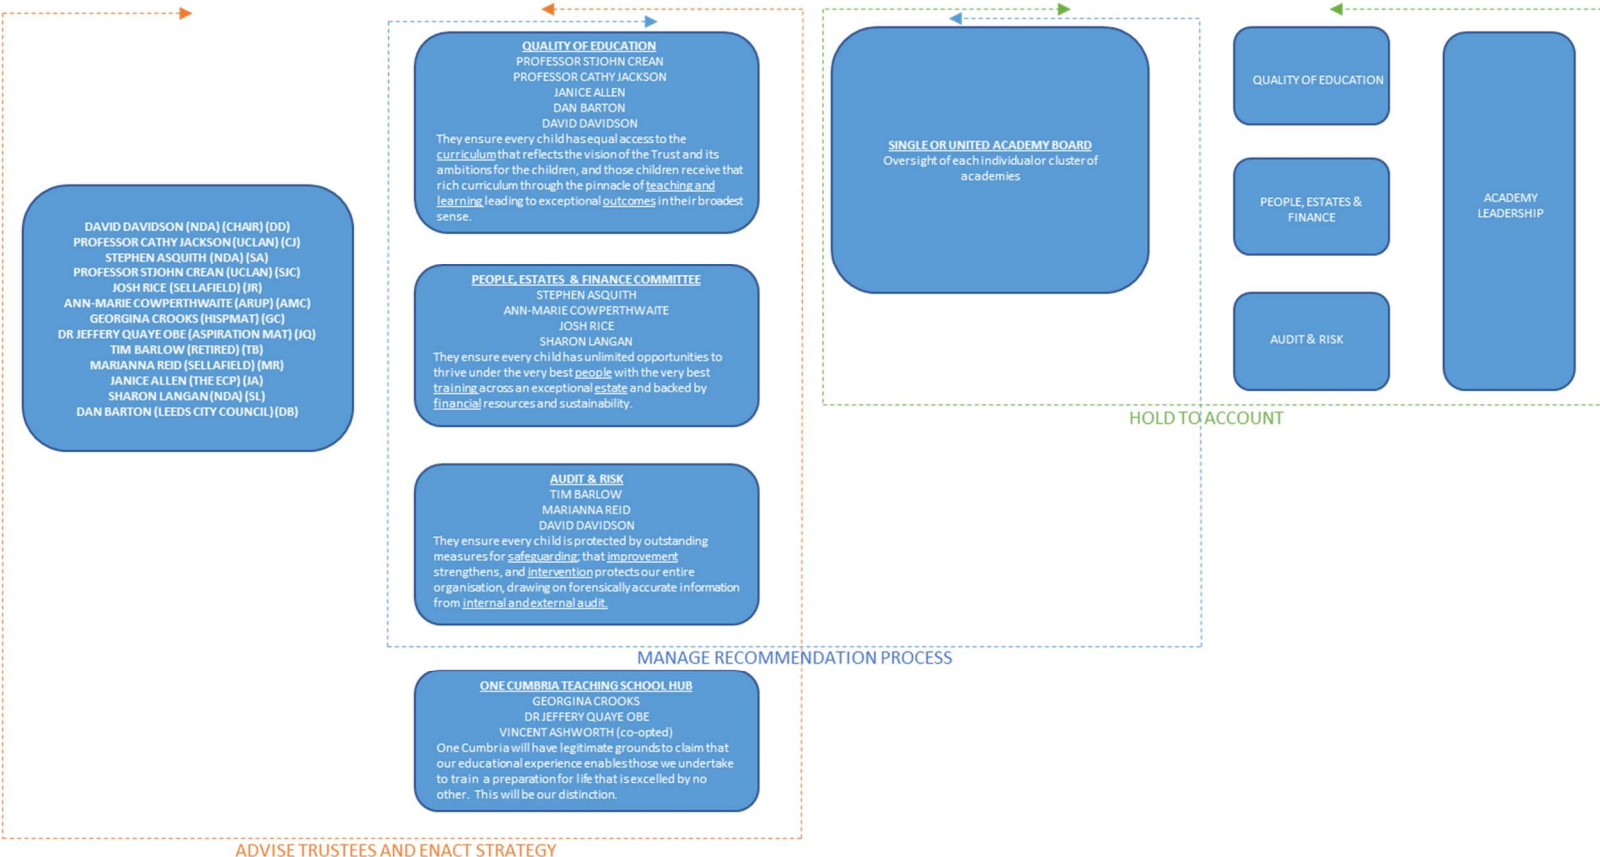 DAVID DAVIDSON (NDA) (CHAIR) (DD)
PROFESSOR CATHY JACKSON (UCLAN) (CJ)
STEPHEN ASQUITH (NDA) (SA)
PROFESSOR STJOHN CREAN (UCLAN) (SJC)
JOSH RICE (SELLAFIELD) (JR)
ANN-MARIE COWPERTHWAITE (ARUP) (AMC)
GEORGINA CROOKS (HISPMAT) (GC)
DR JEFFERY QUAYE OBE (ASPIRATION MAT) (JQ)
TIM BARLOW (RETIRED) (TB)
MARIANNA REID (SELLAFIELD) (MR)
JANICE ALLEN (THE ECP) (JA)
SHARON LANGAN (NDA) (SL)
DAN BARTON (LEEDS CITY COUNCIL) (DB)
QUALITY OF EDUCATION
PROFESSOR STJOHN CREAN
PROFESSOR CATHY JACKSON
JANICE ALLEN
DAN BARTON
DAVID DAVIDSON
They ensure every child has equal access to the
curriculum that reflects the vision of the Trust and its
ambitions for the children, and those children receive that
rich curriculum through the pinnacle of teaching and
learning leading to exceptional outcomes in their broadest
sense.
PEOPLE, ESTATES & FINANCE COMMITTEE
STEPHEN ASQUITH
ANN-MARIE COWPERTHWAITE
JOSH RICE
SHARON LANGAN
They ensure every child has unlimited opportunities to
thrive under the very best people with the very best
training across an exceptional estate and backed by
financial resources and sustainability.
AUDIT & RISK
TIM BARLOW
MARIANNA REID
DAVID DAVIDSON
They ensure every child is protected by outstanding
measures for safeguarding; that improvement
strengthens, and intervention protects our entire
organisation, drawing on forensically accurate information
from internal and external audit.
MANAGE RECOMMENDATION PROCESS
ONE CUMBRIA TEACHING SCHOOL HUB
GEORGINA CROOKS
DR JEFFERY QUAYE OBE
VINCENT ASHWORTH (co-opted)
One Cumbria will have legitimate grounds to claim that
our educational experience enables those we undertake
to train a preparation for life that is excelled by no
other. This will be our distinction.
ADVISE TRUSTEES AND ENACT STRATEGY
SINGLE OR UNITED ACADEMY BOARD
Oversight of each individual or cluster of
academies
QUALITY OF EDUCATION
PEOPLE, ESTATES &
FINANCE
AUDIT & RISK
ACADEMY
LEADERSHIP
HOLD TO ACCOUNT